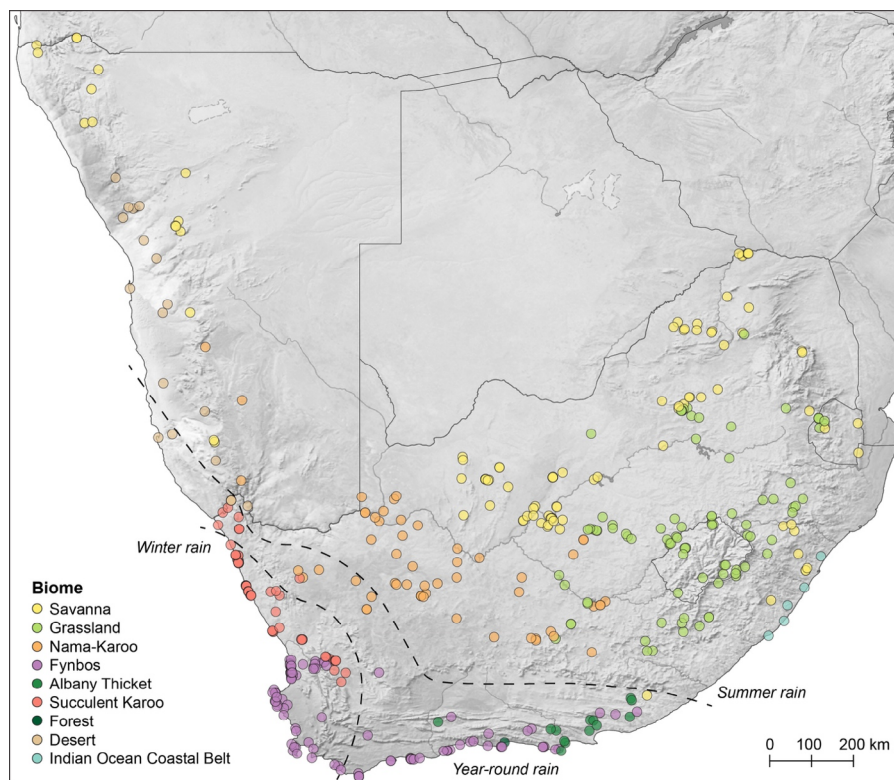 Winter rain
Biome
Savanna
Grassland
Nama-Karoo
Fynbos
Albany Thicket
Succulent Karoo
Forest
Desert
Indian Ocean Coastal Belt
Summer rain
Year-round rain
0 100 200 km